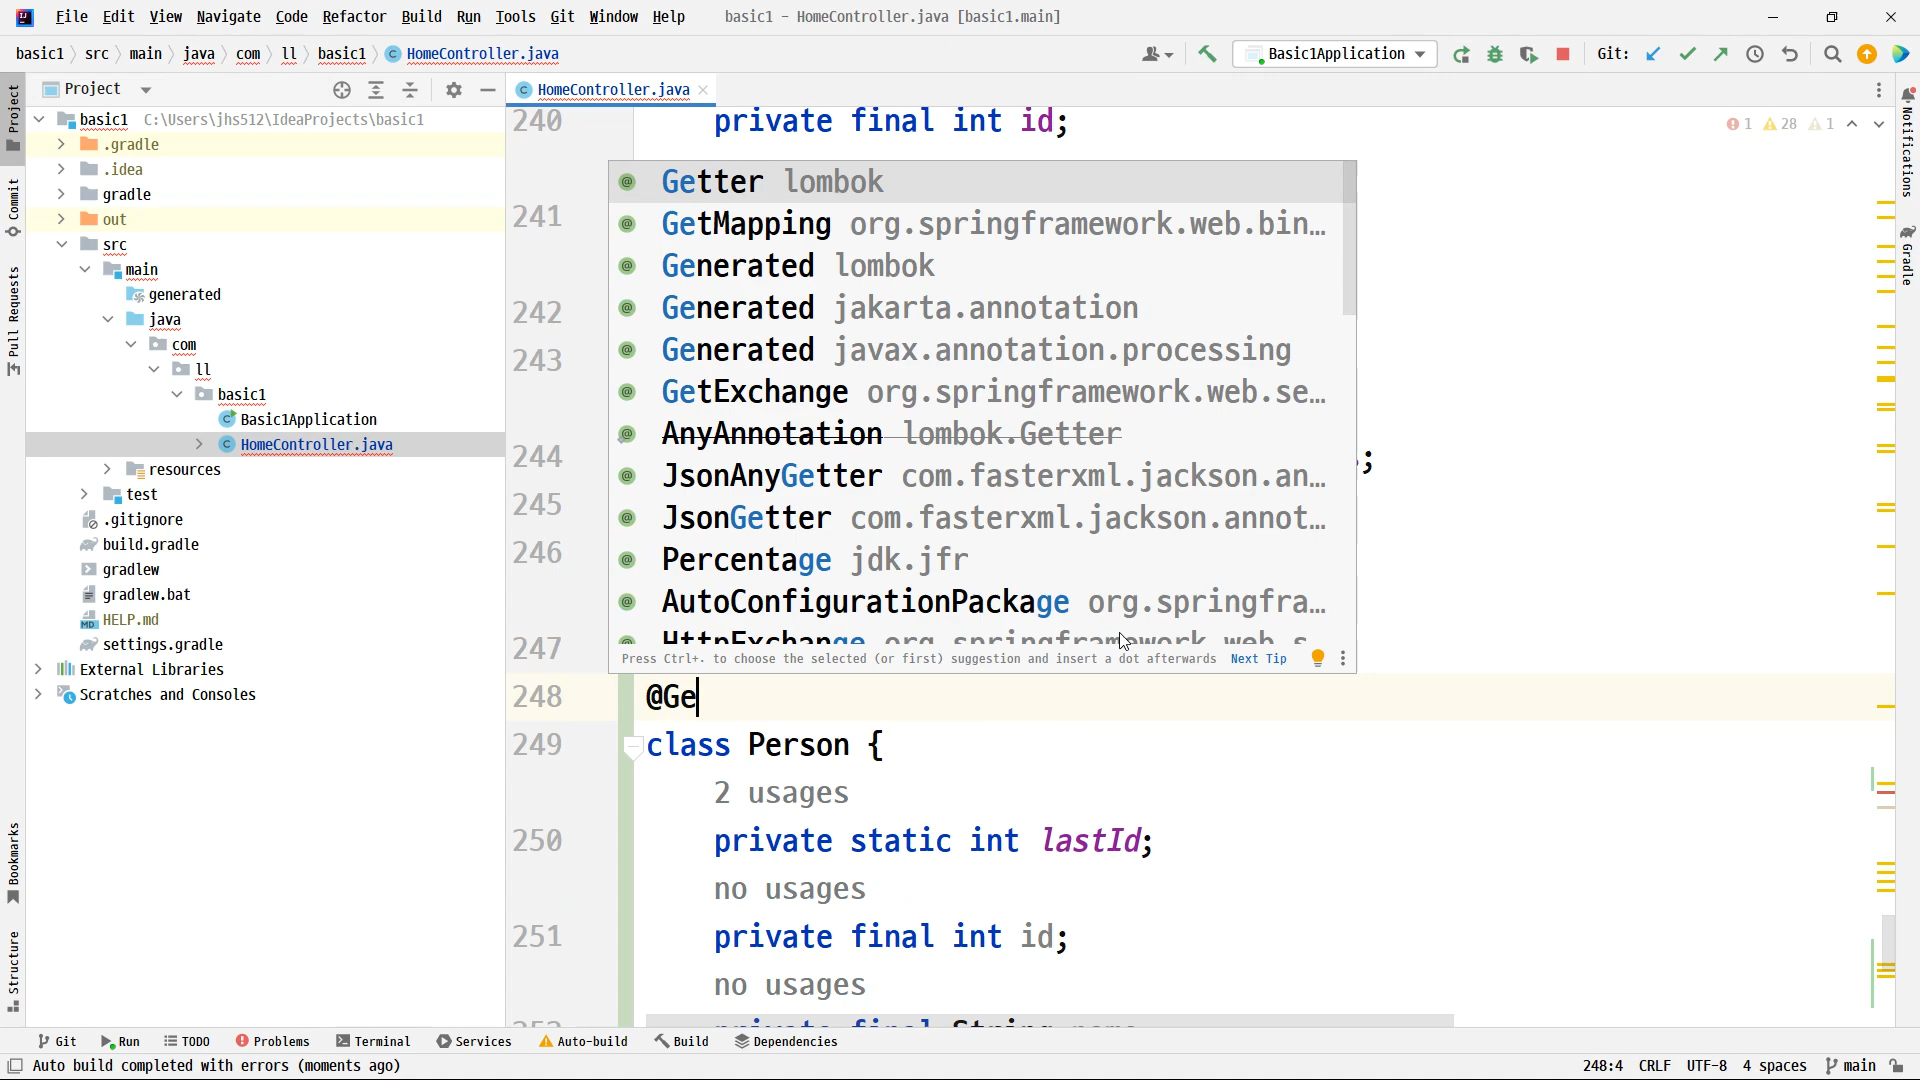 File Edit View Navigate Code Refactor Build Run Tools Git Window Help basic1 - HomeController.java [basic1.main]
basic1 src main java com ll basic1 HomeController.java Basic1Application Git:
Project
HomeController.java
basic1 C:\Users\jhs512\IdeaProjects\basic1
.gradle
.idea
gradle
out
src
main
generated
java
com
ll
basic1
Basic1Application
HomeController.java
resources
test
.gitignore
build.gradle
gradlew
gradlew.bat
HELP.md
settings.gradle
External Libraries
Scratches and Consoles
Project
Commit
Pull Requests
Bookmarks
Structure
Notifications
Gradle
1 28 1
240 private final int id;
241
242
243
244 ;
245
246
247
Getter lombok
GetMapping org.springframework.web.bin...
Generated lombok
Generated jakarta.annotation
Generated javax.annotation.processing
GetExchange org.springframework.web.se...
AnyAnnotation lombok.Getter
JsonAnyGetter com.fasterxml.jackson.an...
JsonGetter com.fasterxml.jackson.annot...
Percentage jdk.jfr
AutoConfigurationPackage org.springfra...
HttpExchange org.springframework.web.s
Press Ctrl+. to choose the selected (or first) suggestion and insert a dot afterwards Next Tip
248 @Ge
249 class Person {
2 usages
250 private static int lastId;
no usages
251 private final int id;
no usages
252 private final String name
Git Run TODO Problems Terminal Services Auto-build Build Dependencies
Auto build completed with errors (moments ago) 248:4 CRLF UTF-8 4 spaces main